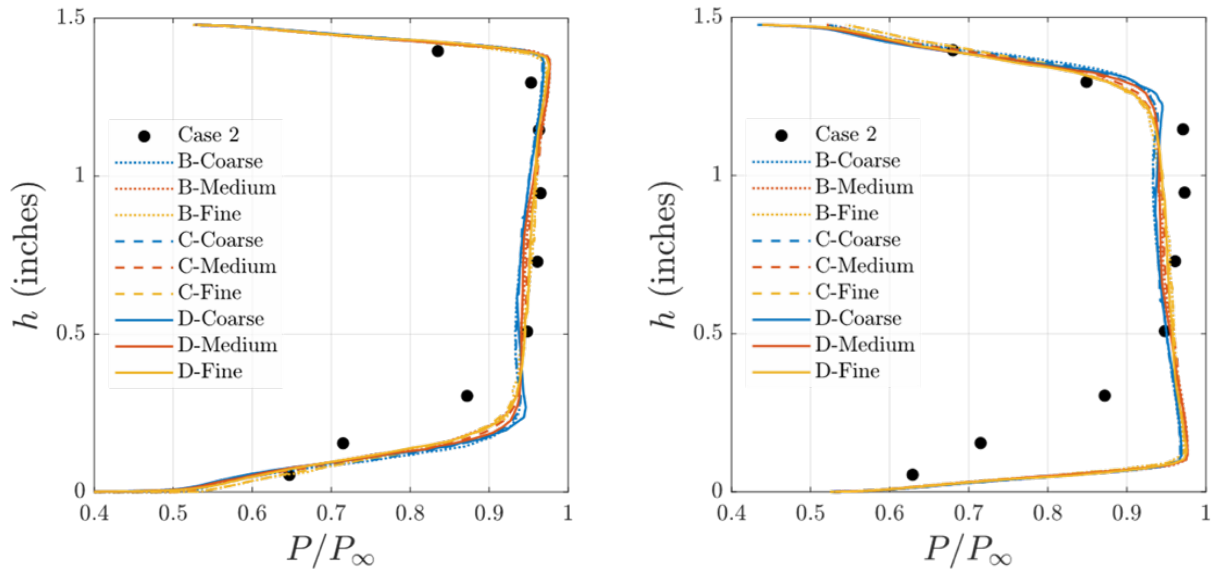 1.5
1
0.5
0
h (inches)
Case 2
B-Coarse
B-Medium
B-Fine
C-Coarse
C-Medium
C-Fine
D-Coarse
D-Medium
D-Fine
0.4 0.5 0.6 0.7 0.8 0.9 1
P/P∞
1.5
1
0.5
0
h (inches)
Case 2
B-Coarse
B-Medium
B-Fine
C-Coarse
C-Medium
C-Fine
D-Coarse
D-Medium
D-Fine
0.4 0.5 0.6 0.7 0.8 0.9 1
P/P∞